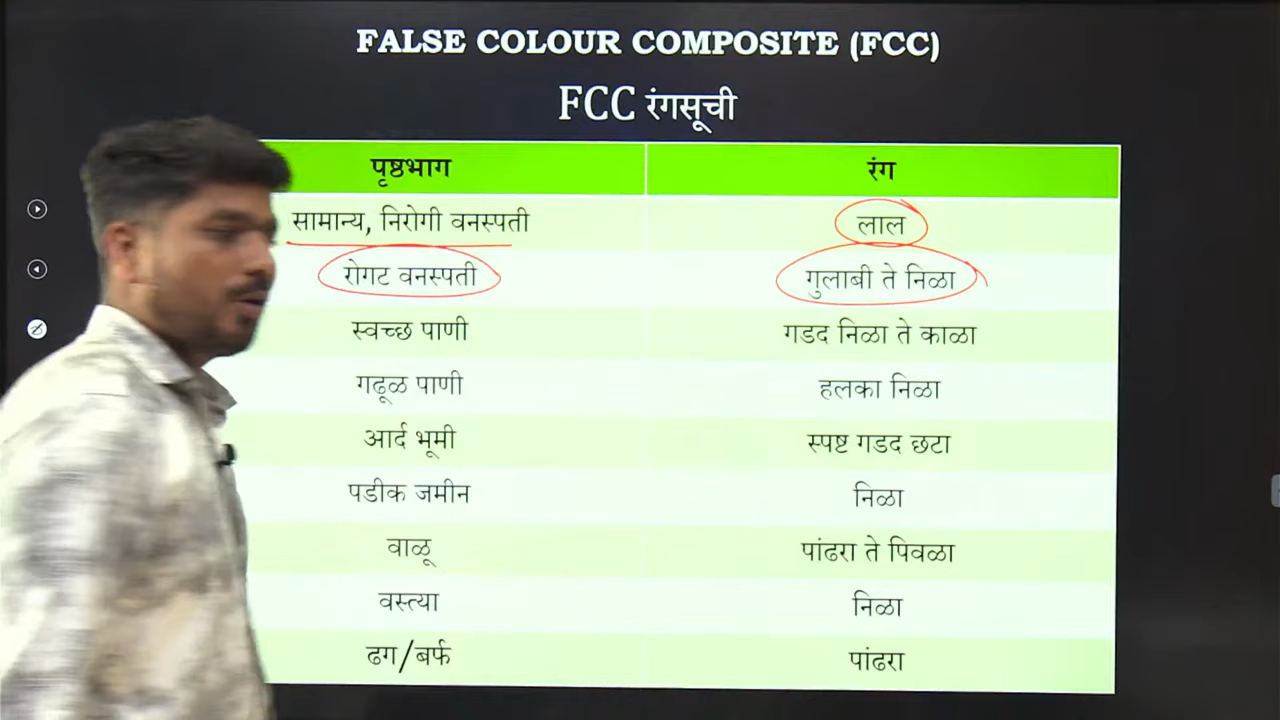 FALSE COLOUR COMPOSITE (FCC)
FCC रंगसूची
पृष्ठभाग रंग
सामान्य, निरोगी वनस्पती लाल
रोगट वनस्पती गुलाबी ते निळा
स्वच्छ पाणी गडद निळा ते काळा
गढूळ पाणी हलका निळा
आर्द भूमी स्पष्ट गडद छटा
पडीक जमीन निळा
वाळू पांढरा ते पिवळा
वस्त्या निळा
ढग/बर्फ पांढरा